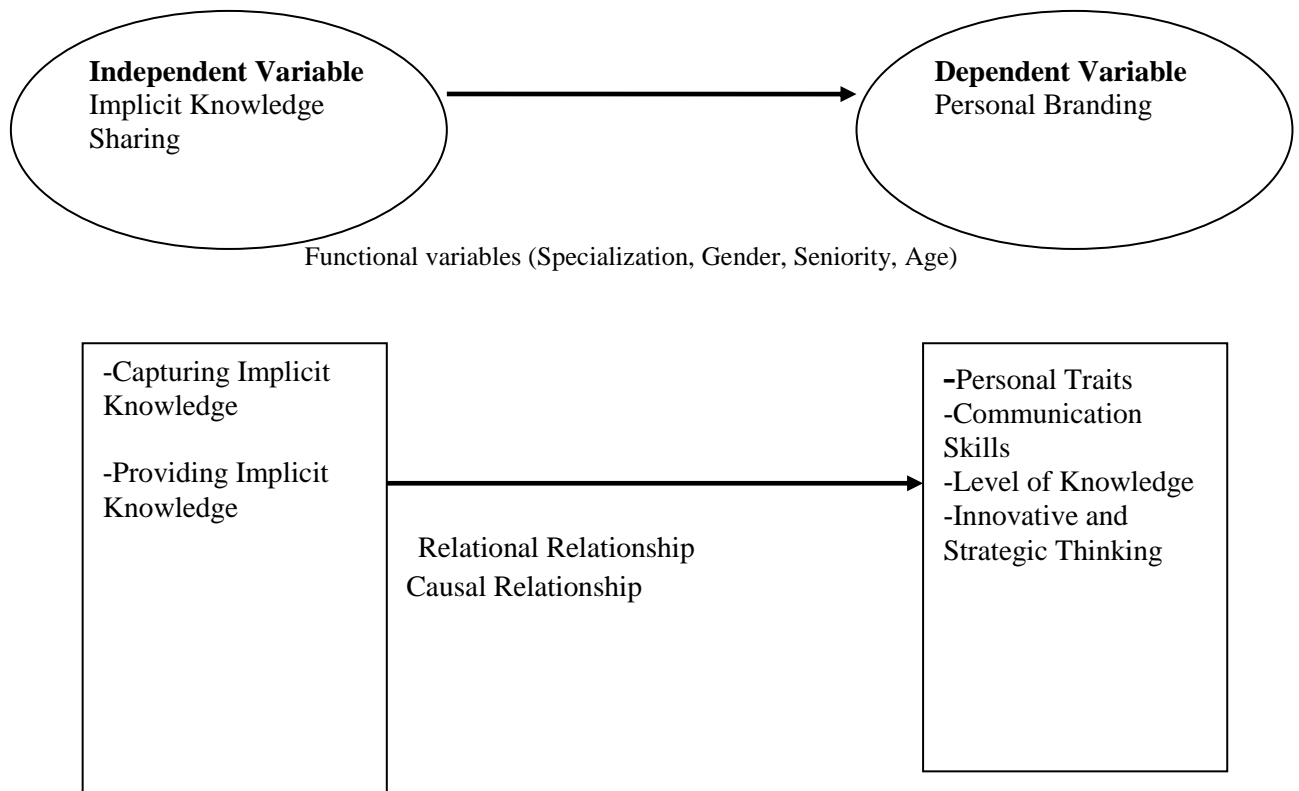 Independent Variable
Implicit Knowledge
Sharing
Dependent Variable
Personal Branding
Functional variables (Specialization, Gender, Seniority, Age)
-Capturing Implicit
Knowledge
-Providing Implicit
Knowledge
Relational Relationship
Causal Relationship
-Personal Traits
-Communication
Skills
-Level of Knowledge
-Innovative and
Strategic Thinking